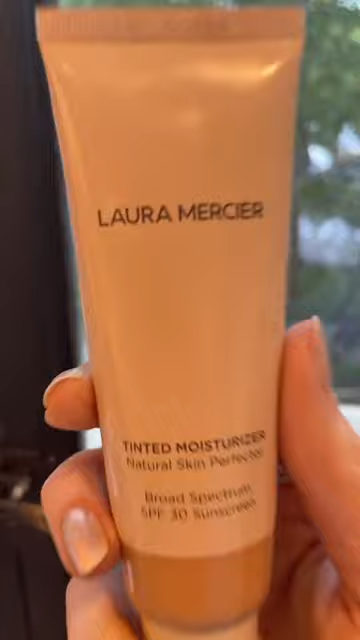 LAURA MERCIER
TINTED MOISTURIZER
Natural Skin Perfector
Broad Spectrum
SPF 30 Sunscreen